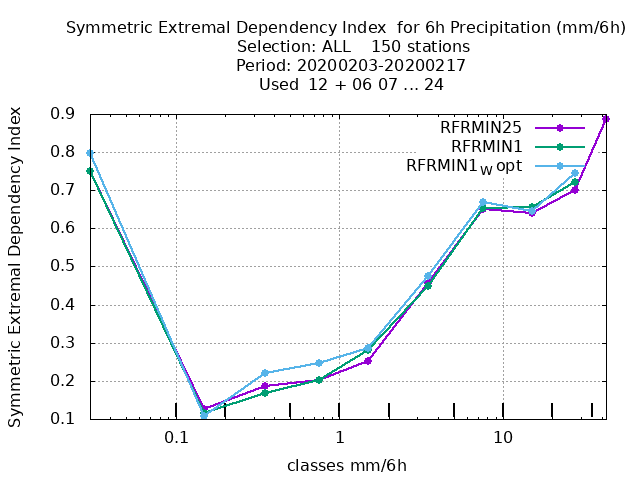 Symmetric Extremal Dependency Index  for 6h Precipitation (mm/6h)
Selection: ALL    150 stations
Period: 20200203-20200217
Used  12 + 06 07 ... 24
Symmetric Extremal Dependency Index
0.9
0.8
0.7
0.6
0.5
0.4
0.3
0.2
0.1
RFRMIN25
RFRMIN1
RFRMIN1W opt
0.1
1
10
classes mm/6h